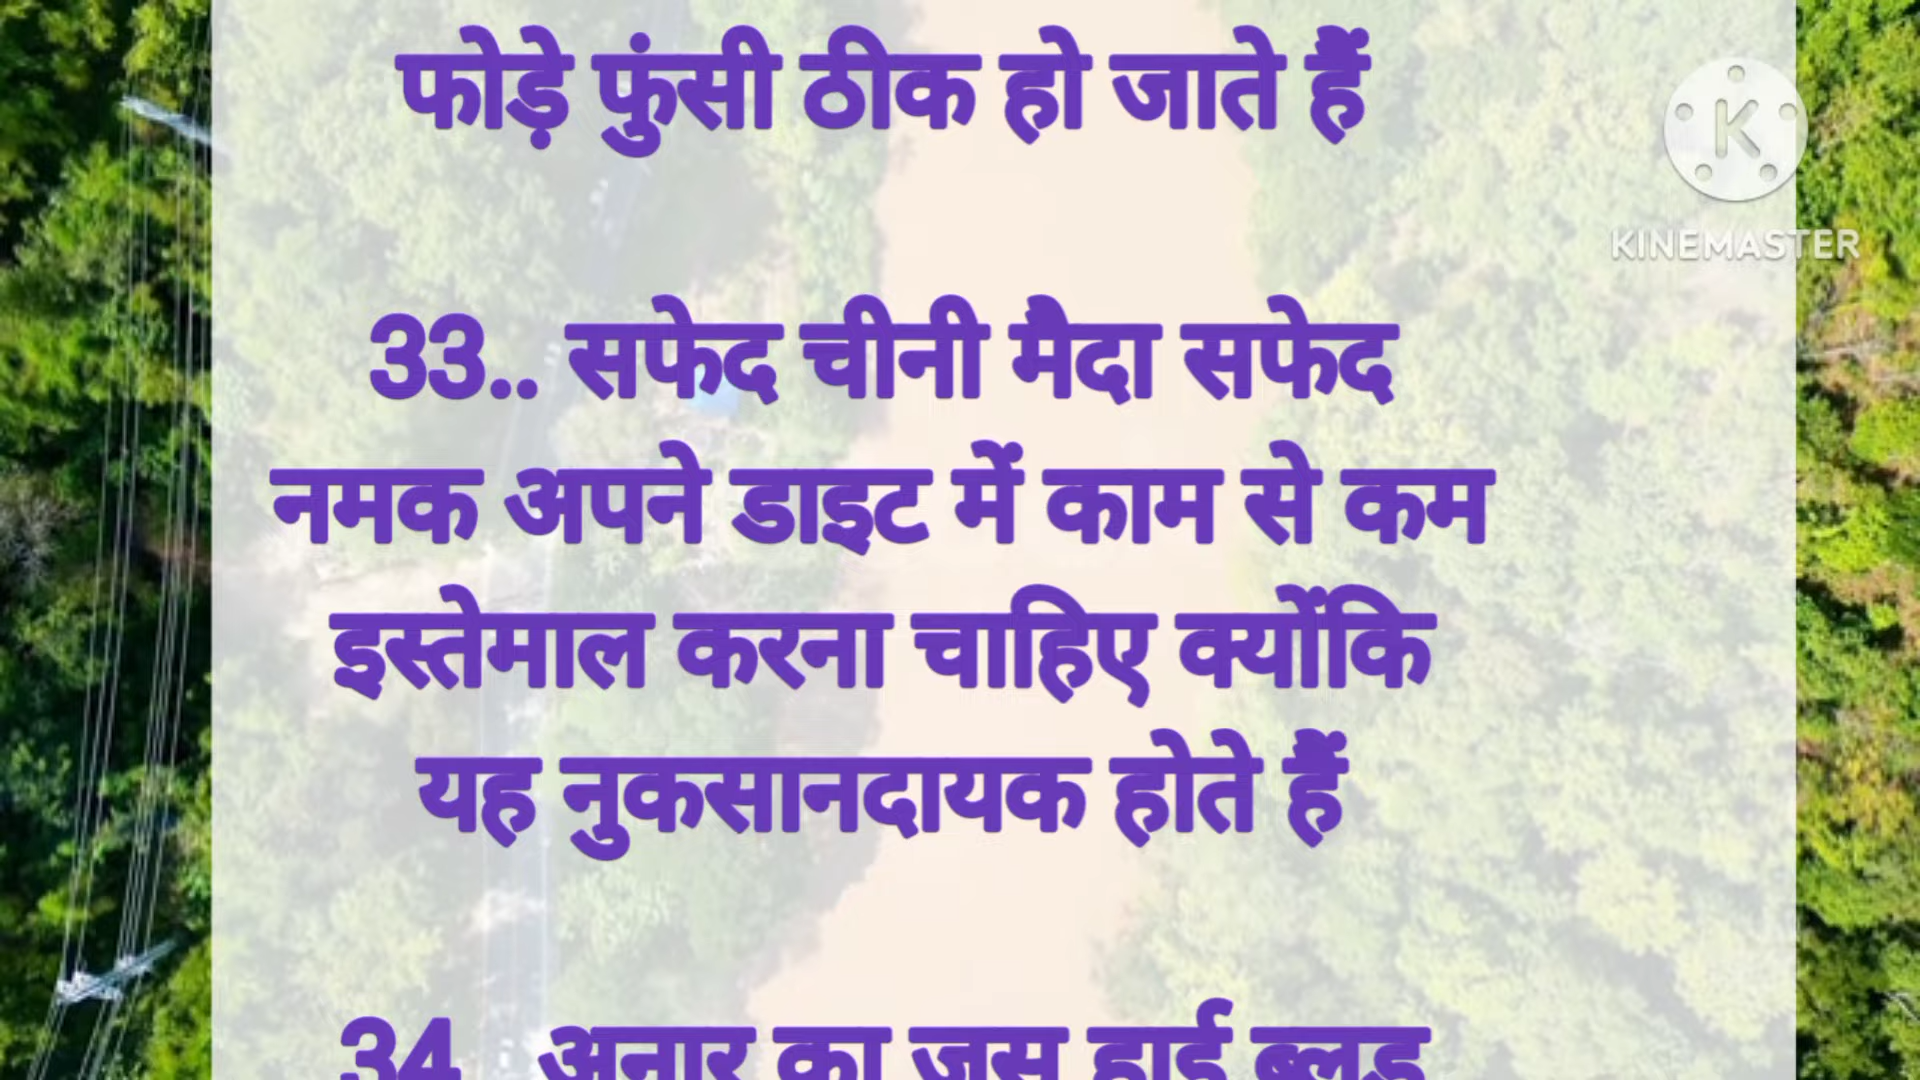 फोड़े फुंसी ठीक हो जाते हैं
KINEMASTER
33.. सफेद चीनी मैदा सफेद
नमक अपने डाइट में काम से कम
इस्तेमाल करना चाहिए क्योंकि
यह नुकसानदायक होते हैं
34.. अनार का जूस हाई ब्लड